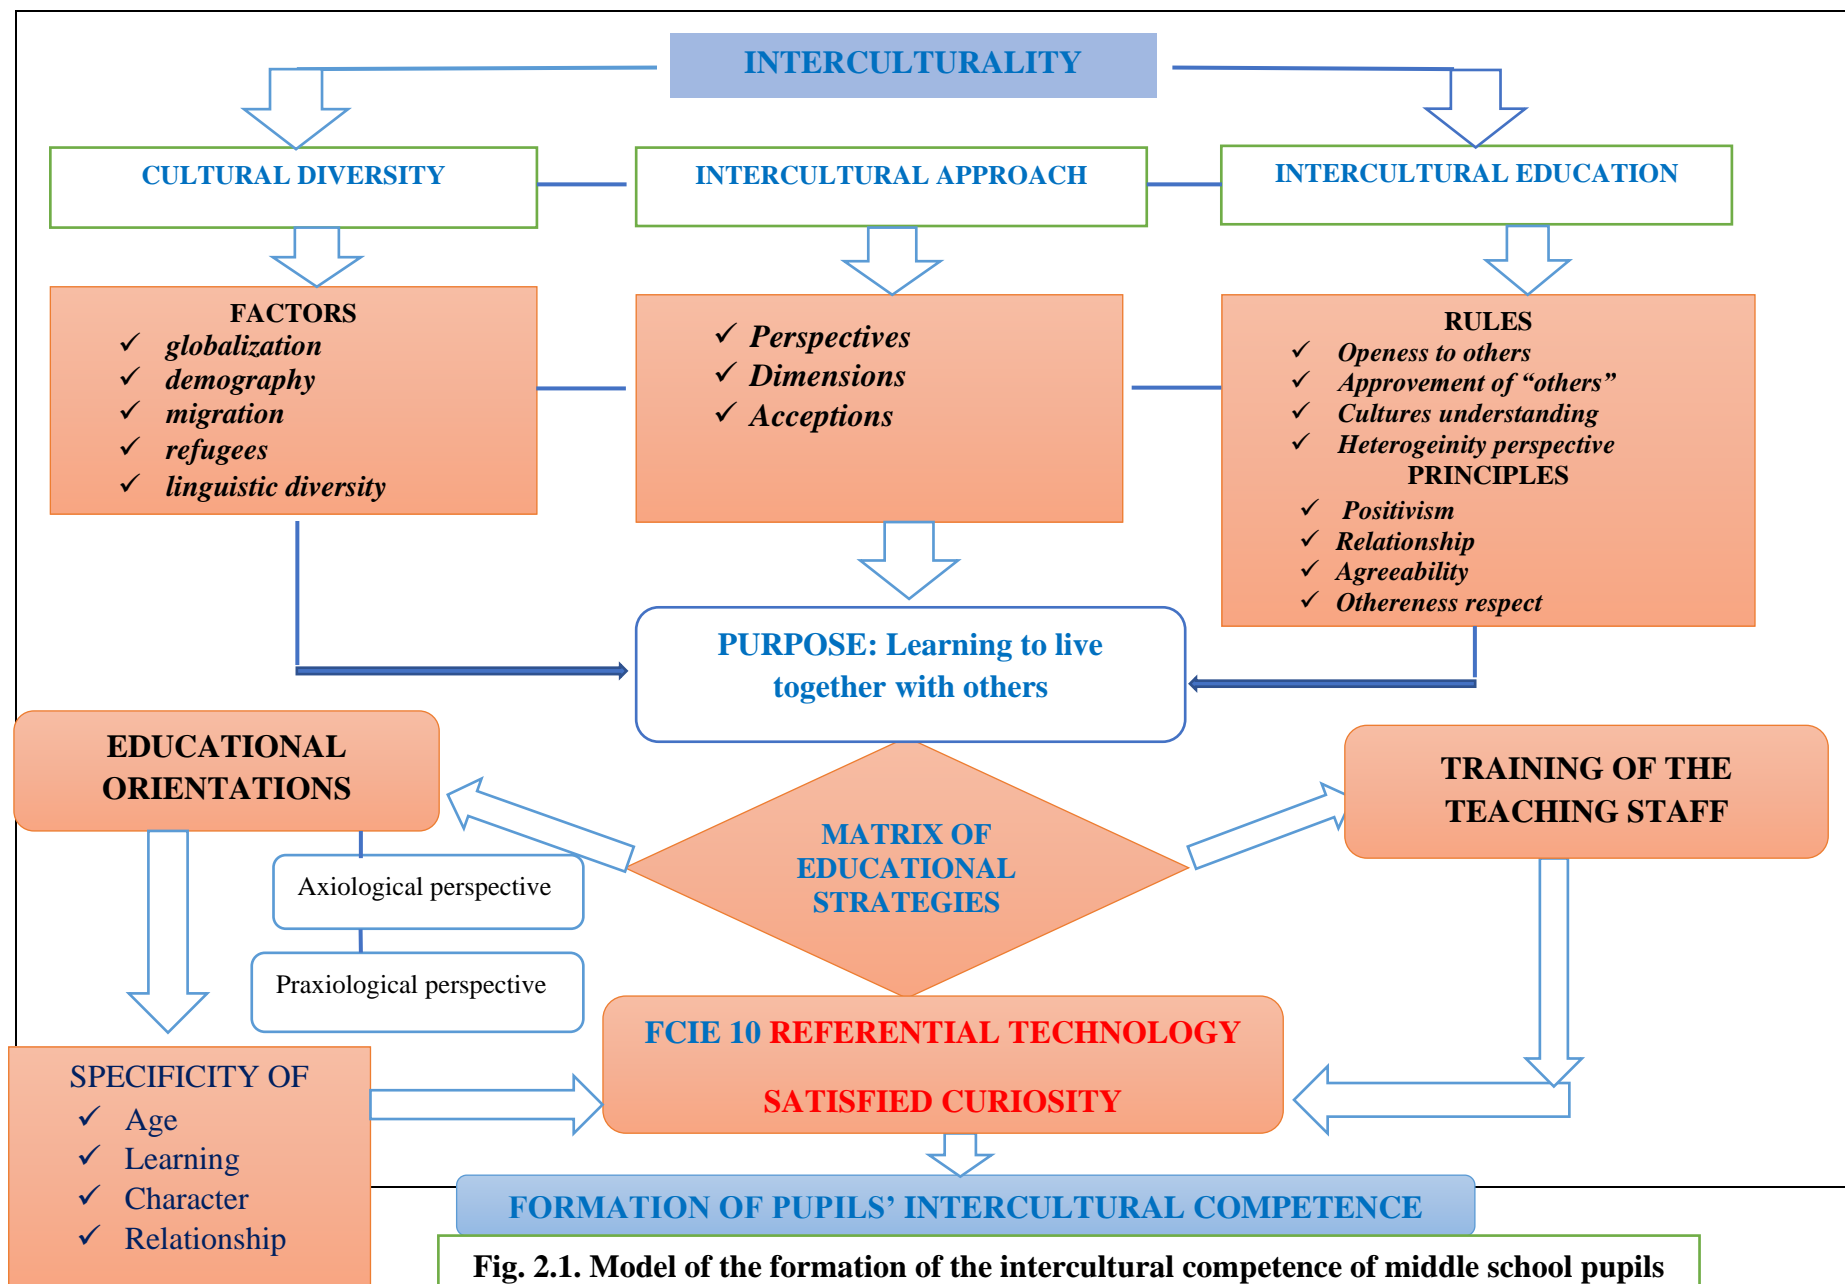 INTERCULTURALITY
CULTURAL DIVERSITY
INTERCULTURAL APPROACH
INTERCULTURAL EDUCATION
FACTORS
✓ globalization
✓ demography
✓ migration
✓ refugees
✓ linguistic diversity
✓ Perspectives
✓ Dimensions
✓ Acceptions
RULES
✓ Openess to others
✓ Approvement of “others”
✓ Cultures understanding
✓ Heterogeinity perspective
PRINCIPLES
✓ Positivism
✓ Relationship
✓ Agreeability
✓ Othereness respect
PURPOSE: Learning to live
together with others
EDUCATIONAL
ORIENTATIONS
MATRIX OF
EDUCATIONAL
STRATEGIES
TRAINING OF THE
TEACHING STAFF
Axiological perspective
Praxiological perspective
FCIE 10 REFERENTIAL TECHNOLOGY
SATISFIED CURIOSITY
SPECIFICITY OF
✓ Age
✓ Learning
✓ Character
✓ Relationship
FORMATION OF PUPILS’ INTERCULTURAL COMPETENCE
Fig. 2.1. Model of the formation of the intercultural competence of middle school pupils